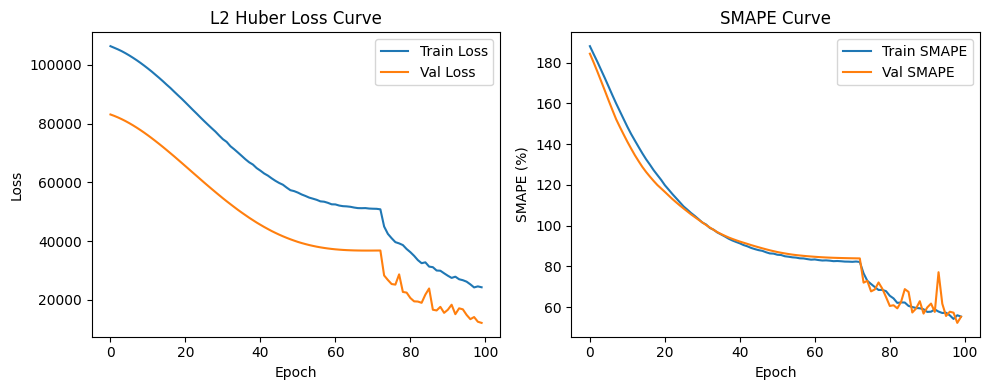 L2 Huber Loss Curve
Loss
100000
80000
60000
40000
20000
0
20
40
60
80
100
Epoch
Train Loss
Val Loss
SMAPE Curve
SMAPE (%)
180
160
140
120
100
80
60
0
20
40
60
80
100
Epoch
Train SMAPE
Val SMAPE